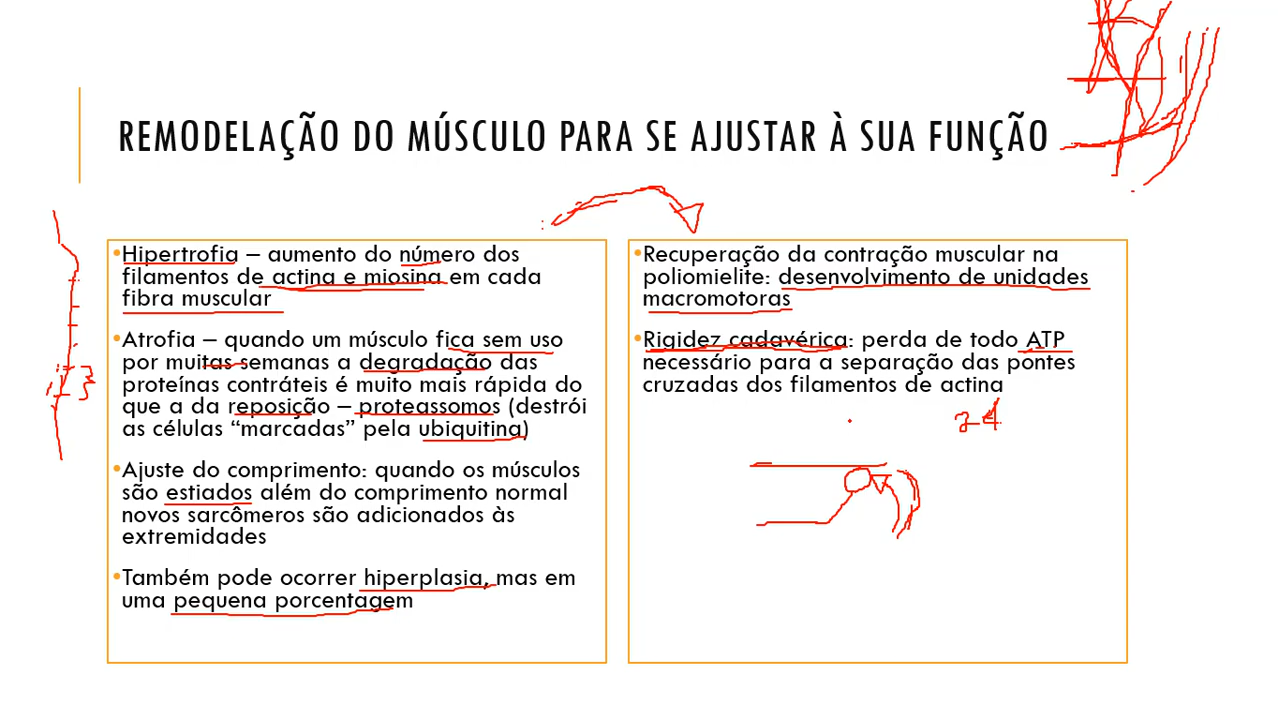 REMODELAÇÃO DO MÚSCULO PARA SE AJUSTAR À SUA FUNÇÃO
•Hipertrofia – aumento do número dos
filamentos de actina e miosina em cada
fibra muscular
•Atrofia – quando um músculo fica sem uso
por muitas semanas a degradação das
proteínas contráteis é muito mais rápida do
que a da reposição – proteassomos (destrói
as células “marcadas” pela ubiquitina)
•Ajuste do comprimento: quando os músculos
são estiados além do comprimento normal
novos sarcômeros são adicionados às
extremidades
•Também pode ocorrer hiperplasia, mas em
uma pequena porcentagem
•Recuperação da contração muscular na
poliomielite: desenvolvimento de unidades
macromotoras
•Rigidez cadavérica: perda de todo ATP
necessário para a separação das pontes
cruzadas dos filamentos de actina